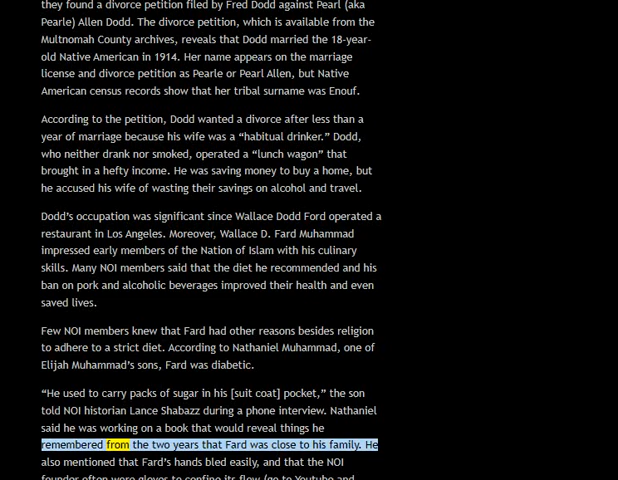 they found a divorce petition filed by Fred Dodd against Pearl (aka
Pearle) Allen Dodd. The divorce petition, which is available from the
Multnomah County archives, reveals that Dodd married the 18-year-
old Native American in 1914. Her name appears on the marriage
license and divorce petition as Pearle or Pearl Allen, but Native
American census records show that her tribal surname was Enouf.
According to the petition, Dodd wanted a divorce after less than a
year of marriage because his wife was a “habitual drinker.” Dodd,
who neither drank nor smoked, operated a “lunch wagon” that
brought in a hefty income. He was saving money to buy a home, but
he accused his wife of wasting their savings on alcohol and travel.
Dodd’s occupation was significant since Wallace Dodd Ford operated a
restaurant in Los Angeles. Moreover, Wallace D. Fard Muhammad
impressed early members of the Nation of Islam with his culinary
skills. Many NOI members said that the diet he recommended and his
ban on pork and alcoholic beverages improved their health and even
saved lives.
Few NOI members knew that Fard had other reasons besides religion
to adhere to a strict diet. According to Nathaniel Muhammad, one of
Elijah Muhammad’s sons, Fard was diabetic.
“He used to carry packs of sugar in his [suit coat] pocket,” the son
told NOI historian Lance Shabazz during a phone interview. Nathaniel
said he was working on a book that would reveal things he
remembered from the two years that Fard was close to his family. He
also mentioned that Fard’s hands bled easily, and that the NOI
founder often wore gloves to confine its flow (go to Youtube and